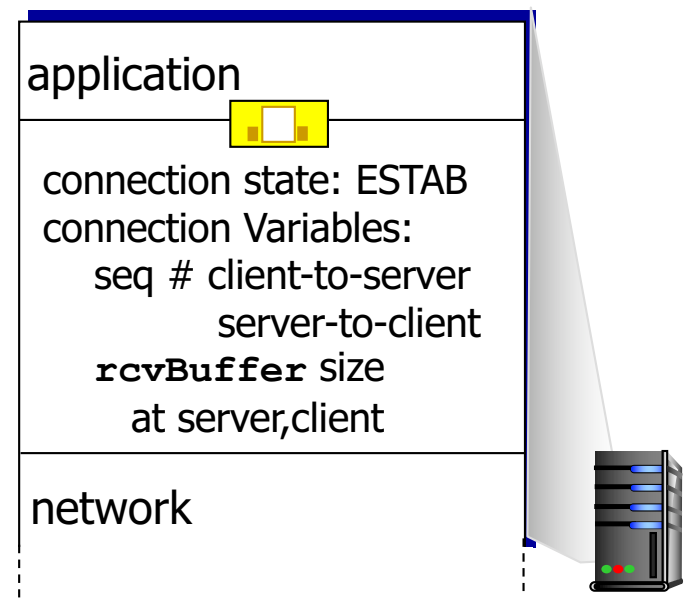 application
connection state: ESTAB
connection Variables:
seq # client-to-server
server-to-client
rcvBuffer size
at server,client
network